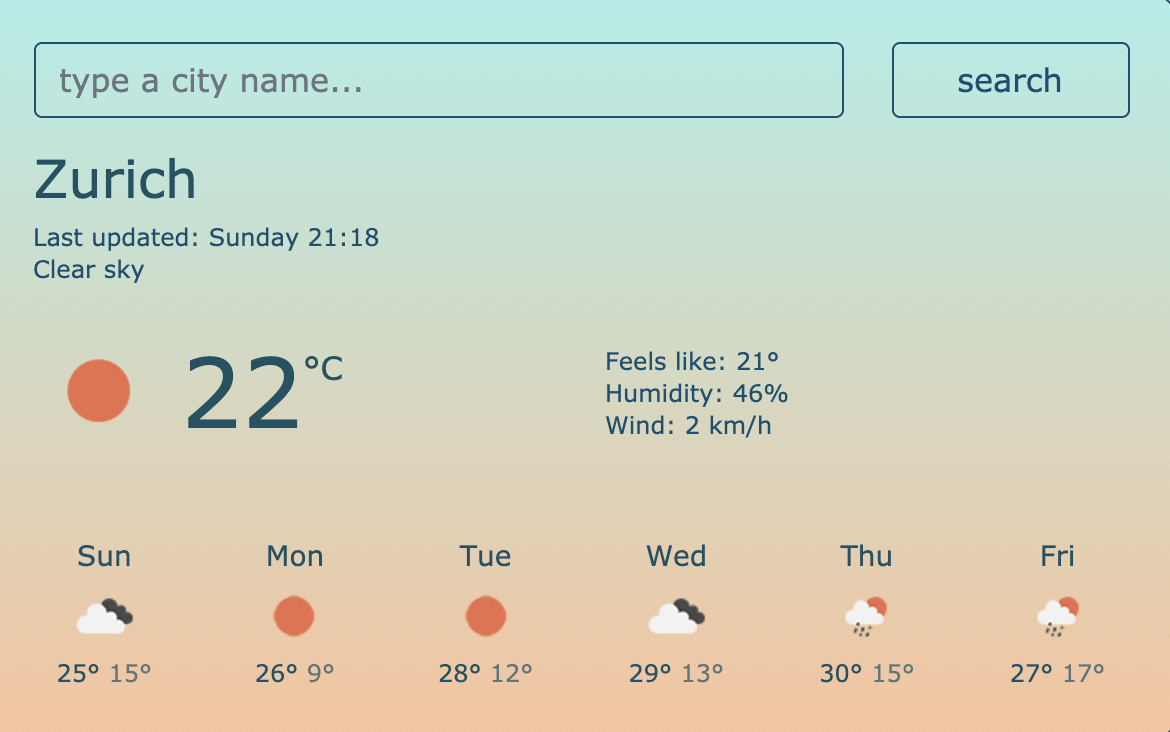 type a city name...
search
Zurich
Last updated: Sunday 21:18
Clear sky
22°C
Feels like: 21°
Humidity: 46%
Wind: 2 km/h
Sun Mon Tue Wed Thu Fri
25° 15° 26° 9° 28° 12° 29° 13° 30° 15° 27° 17°